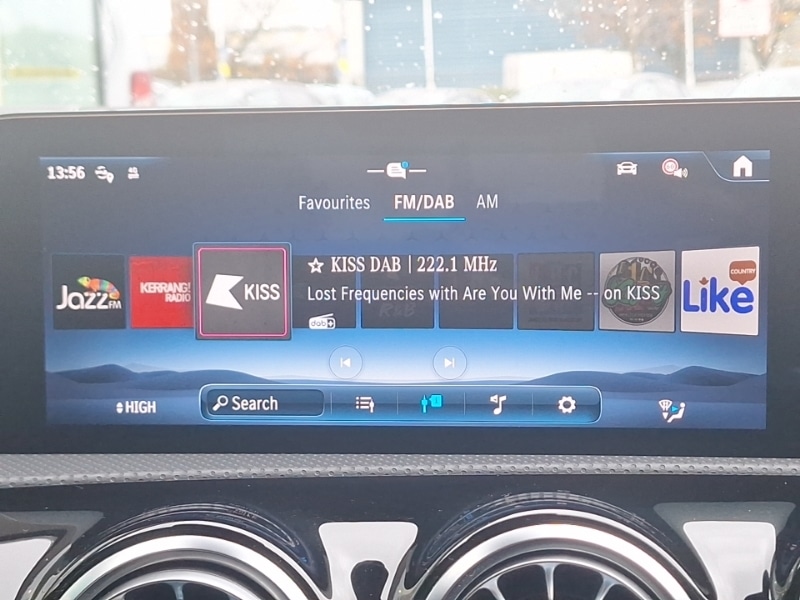 13:56 4G
Favourites FM/DAB AM
Jazz FM
KERRANG! RADIO
KISS
KISS DAB | 222.1 MHz
Lost Frequencies with Are You With Me -- on KISS
dab+
R&B
COUNTRY
Like
HIGH
Search